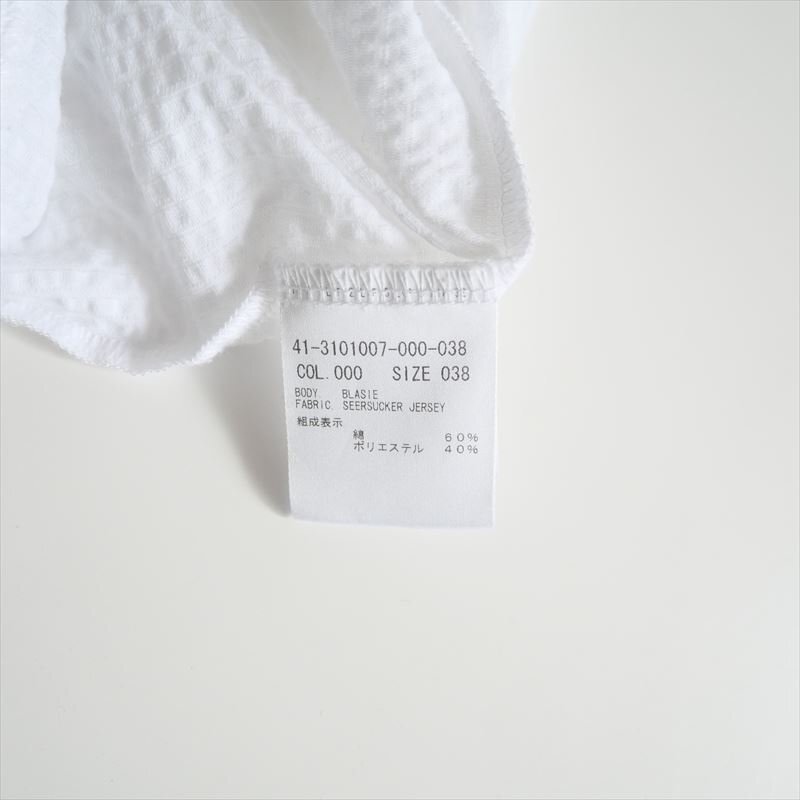 41-3101007-000-038
COL.000 SIZE 038
BODY. BLASIE
FABRIC. SEERSUCKER JERSEY
組成表示
綿 60%
ポリエステル 40%